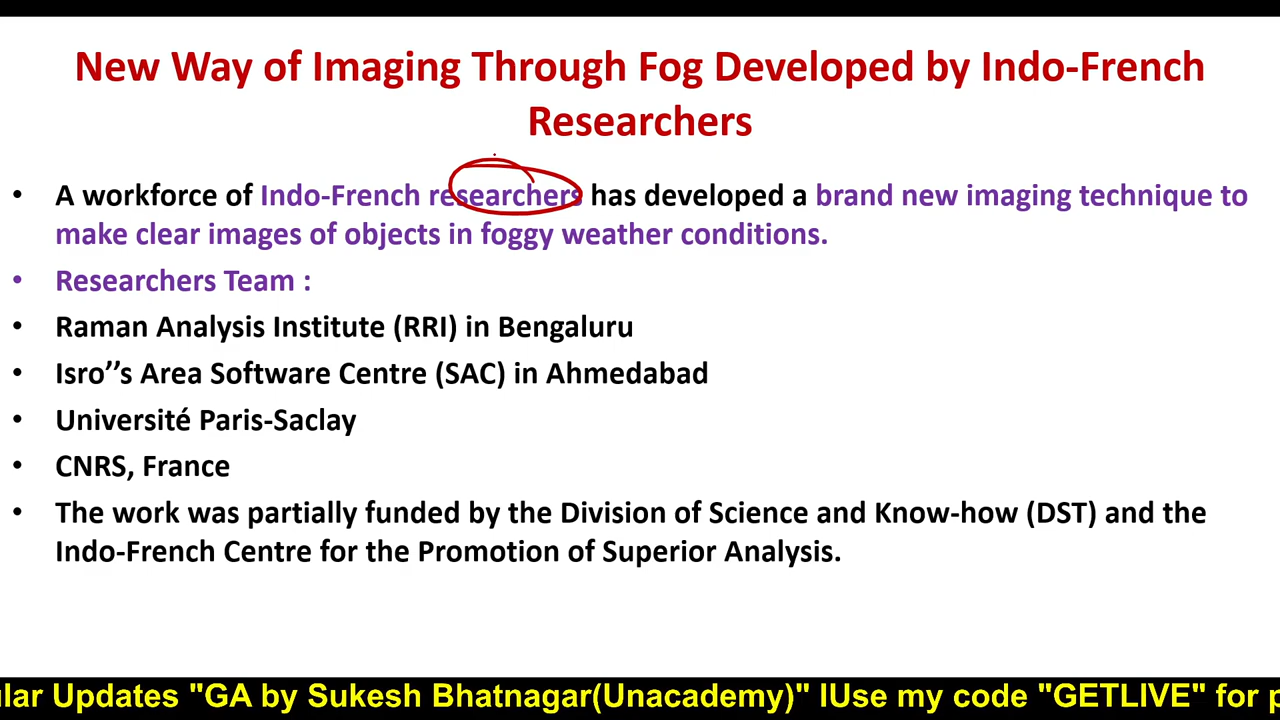 New Way of Imaging Through Fog Developed by Indo-French
Researchers
• A workforce of Indo-French researchers has developed a brand new imaging technique to
make clear images of objects in foggy weather conditions.
• Researchers Team :
• Raman Analysis Institute (RRI) in Bengaluru
• Isro’’s Area Software Centre (SAC) in Ahmedabad
• Université Paris-Saclay
• CNRS, France
• The work was partially funded by the Division of Science and Know-how (DST) and the
Indo-French Centre for the Promotion of Superior Analysis.
ular Updates "GA by Sukesh Bhatnagar(Unacademy)" lUse my code "GETLIVE" for p